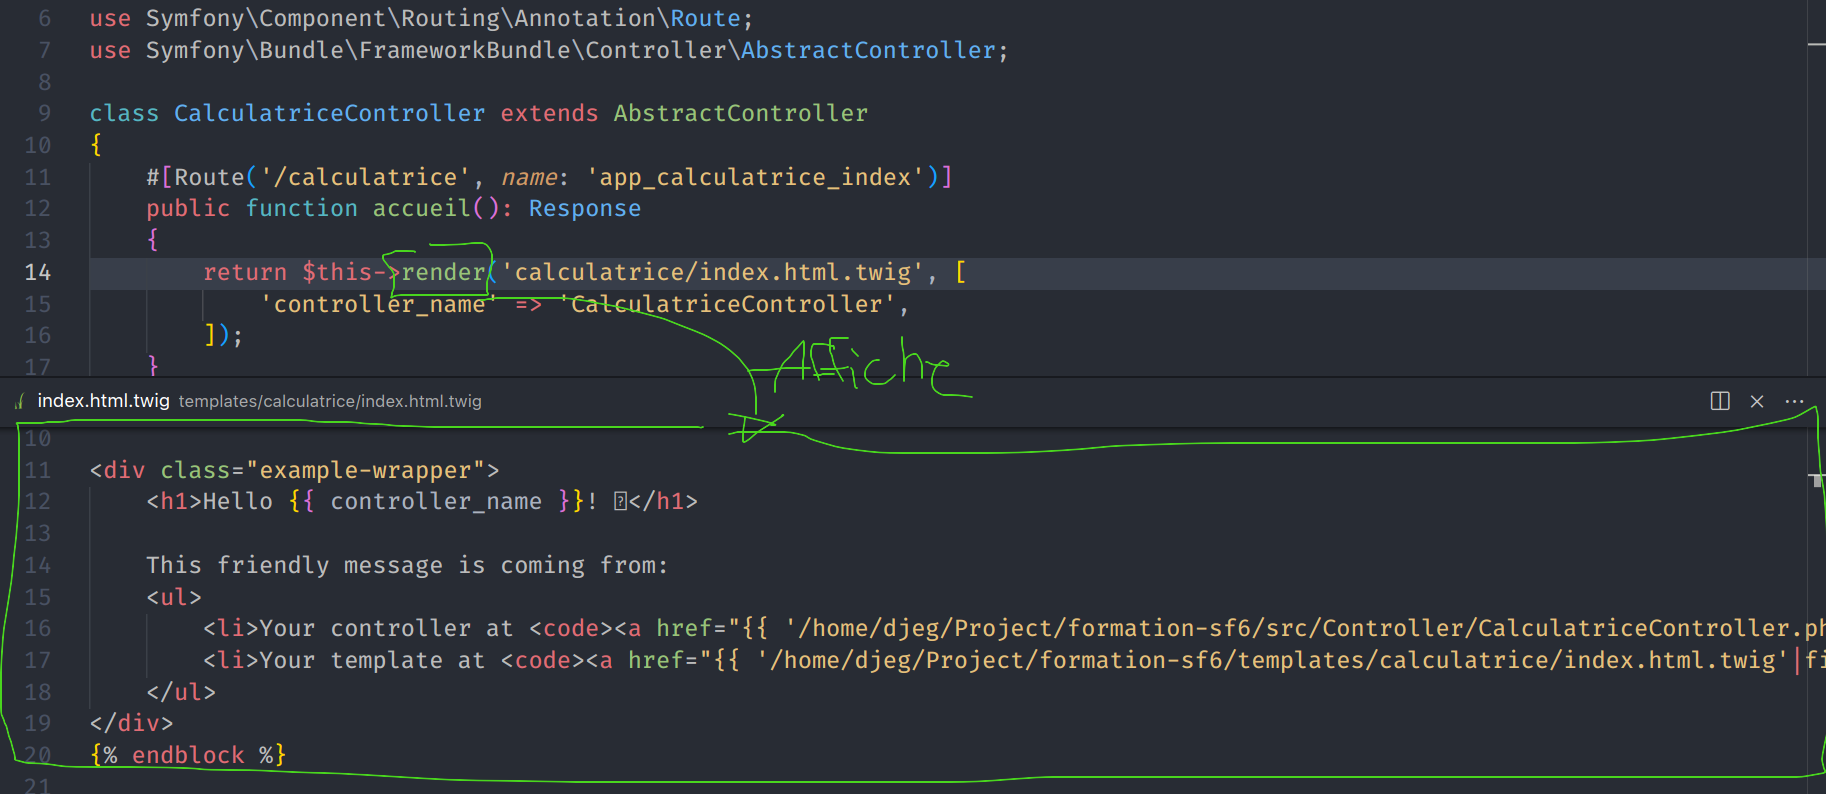 6 use Symfony\Component\Routing\Annotation\Route;
7 use Symfony\Bundle\FrameworkBundle\Controller\AbstractController;
8
9 class CalculatriceController extends AbstractController
10 {
11 #[Route('/calculatrice', name: 'app_calculatrice_index')]
12 public function accueil(): Response
13 {
14 return $this->render('calculatrice/index.html.twig', [
15 'controller_name' => 'CalculatriceController',
16 ]);
17 }
Affiche
index.html.twig templates/calculatrice/index.html.twig
10
11 <div class="example-wrapper">
12 <h1>Hello {{ controller_name }}! </h1>
13
14 This friendly message is coming from:
15 <ul>
16 <li>Your controller at <code><a href="{{ '/home/djeg/Project/formation-sf6/src/Controller/CalculatriceController.ph
17 <li>Your template at <code><a href="{{ '/home/djeg/Project/formation-sf6/templates/calculatrice/index.html.twig'|fi
18 </ul>
19 </div>
20 {% endblock %}
21